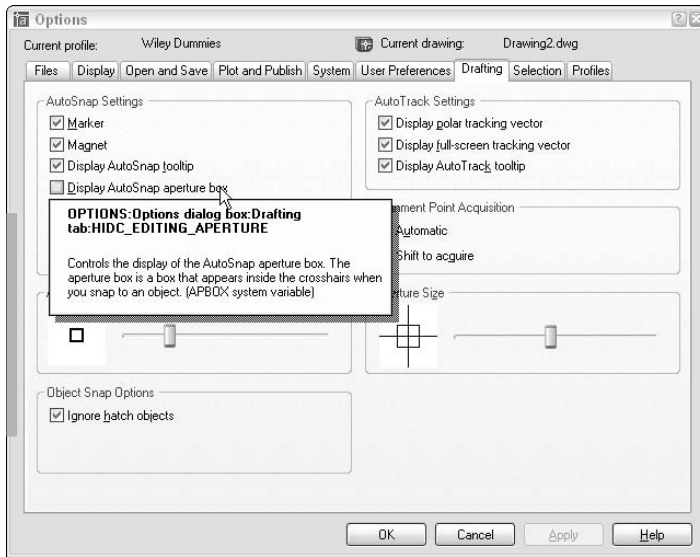 Options
Current profile: Wiley Dummies Current drawing: Drawing2.dwg
Files Display Open and Save Plot and Publish System User Preferences Drafting Selection Profiles
AutoSnap Settings
Marker
Magnet
Display AutoSnap tooltip
Display AutoSnap aperture box
OPTIONS:Options dialog box:Drafting
tab:HIDC_EDITING_APERTURE
Controls the display of the AutoSnap aperture box. The
aperture box is a box that appears inside the crosshairs when
you snap to an object. (APBOX system variable)
AutoTrack Settings
Display polar tracking vector
Display full-screen tracking vector
Display AutoTrack tooltip
Point Acquisition
Automatic
Shift to acquire
Size
Object Snap Options
Ignore hatch objects
OK Cancel Apply Help